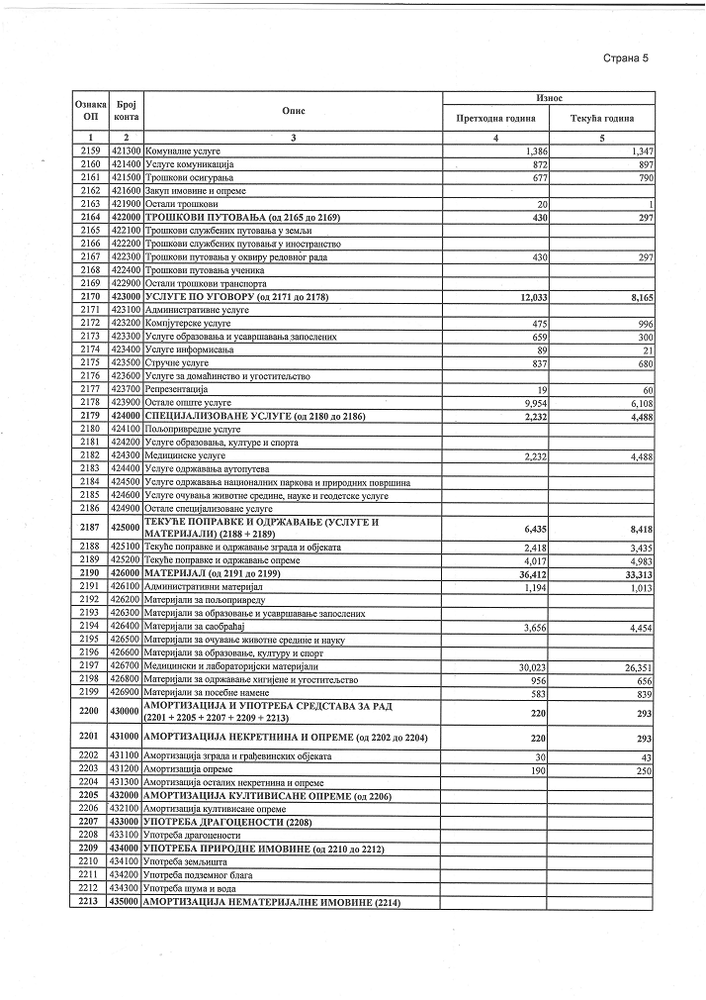 Страна 5
Ознака ОП Број конта Опис Износ
Претходна година Текућа година
1 2 3 4 5
2159 421300 Комуналне услуге 1,386 1,347
2160 421400 Услуге комуникација 872 897
2161 421500 Трошкови осигурања 677 790
2162 421600 Закуп имовине и опреме
2163 421900 Остали трошкови 20 1
2164 422000 ТРОШКОВИ ПУТОВАЊА (од 2165 до 2169) 430 297
2165 422100 Трошкови службених путовања у земљи
2166 422200 Трошкови службених путовања у иностранство
2167 422300 Трошкови путовања у оквиру редовног рада 430 297
2168 422400 Трошкови путовања ученика
2169 422900 Остали трошкови транспорта
2170 423000 УСЛУГЕ ПО УГОВОРУ (од 2171 до 2178) 12,033 8,165
2171 423100 Административне услуге
2172 423200 Компјутерске услуге 475 996
2173 423300 Услуге образовања и усавршавања запослених 659 300
2174 423400 Услуге информисања 89 21
2175 423500 Стручне услуге 837 680
2176 423600 Услуге за домаћинство и угоститељство
2177 423700 Репрезентација 19 60
2178 423900 Остале опште услуге 9,954 6,108
2179 424000 СПЕЦИЈАЛИЗОВАНЕ УСЛУГЕ (од 2180 до 2186) 2,232 4,488
2180 424100 Пољопривредне услуге
2181 424200 Услуге образовања, културе и спорта
2182 424300 Медицинске услуге 2,232 4,488
2183 424400 Услуге одржавања аутопутева
2184 424500 Услуге одржавања националних паркова и природних површина
2185 424600 Услуге очувања животне средине, науке и геодетске услуге
2186 424900 Остале специјализоване услуге
2187 425000 ТЕКУЋЕ ПОПРАВКЕ И ОДРЖАВАЊЕ (УСЛУГЕ И
МАТЕРИЈАЛИ) (2188 + 2189) 6,435 8,418
2188 425100 Текуће поправке и одржавање зграда и објеката 2,418 3,435
2189 425200 Текуће поправке и одржавање опреме 4,017 4,983
2190 426000 МАТЕРИЈАЛ (од 2191 до 2199) 36,412 33,313
2191 426100 Административни материјал 1,194 1,013
2192 426200 Материјали за пољопривреду
2193 426300 Материјали за образовање и усавршавање запослених
2194 426400 Материјали за саобраћај 3,656 4,454
2195 426500 Материјали за очување животне средине и науку
2196 426600 Материјали за образовање, културу и спорт
2197 426700 Медицински и лабораторијски материјали 30,023 26,351
2198 426800 Материјали за одржавање хигијене и угоститељство 956 656
2199 426900 Материјали за посебне намене 583 839
2200 430000 АМОРТИЗАЦИЈА И УПОТРЕБА СРЕДСТАВА ЗА РАД
(2201 + 2205 + 2207 + 2209 + 2213) 220 293
2201 431000 АМОРТИЗАЦИЈА НЕКРЕТНИНА И ОПРЕМЕ (од 2202 до 2204) 220 293
2202 431100 Амортизација зграда и грађевинских објеката 30 43
2203 431200 Амортизација опреме 190 250
2204 431300 Амортизација осталих некретнина и опреме
2205 432000 АМОРТИЗАЦИЈА КУЛТИВИСАНЕ ОПРЕМЕ (од 2206)
2206 432100 Амортизација култивисане опреме
2207 433000 УПОТРЕБА ДРАГОЦЕНОСТИ (2208)
2208 433100 Употреба драгоцености
2209 434000 УПОТРЕБА ПРИРОДНЕ ИМОВИНЕ (од 2210 до 2212)
2210 434100 Употреба земљишта
2211 434200 Употреба подземног блага
2212 434300 Употреба шума и вода
2213 435000 АМОРТИЗАЦИЈА НЕМАТЕРИЈАЛНЕ ИМОВИНЕ (2214)